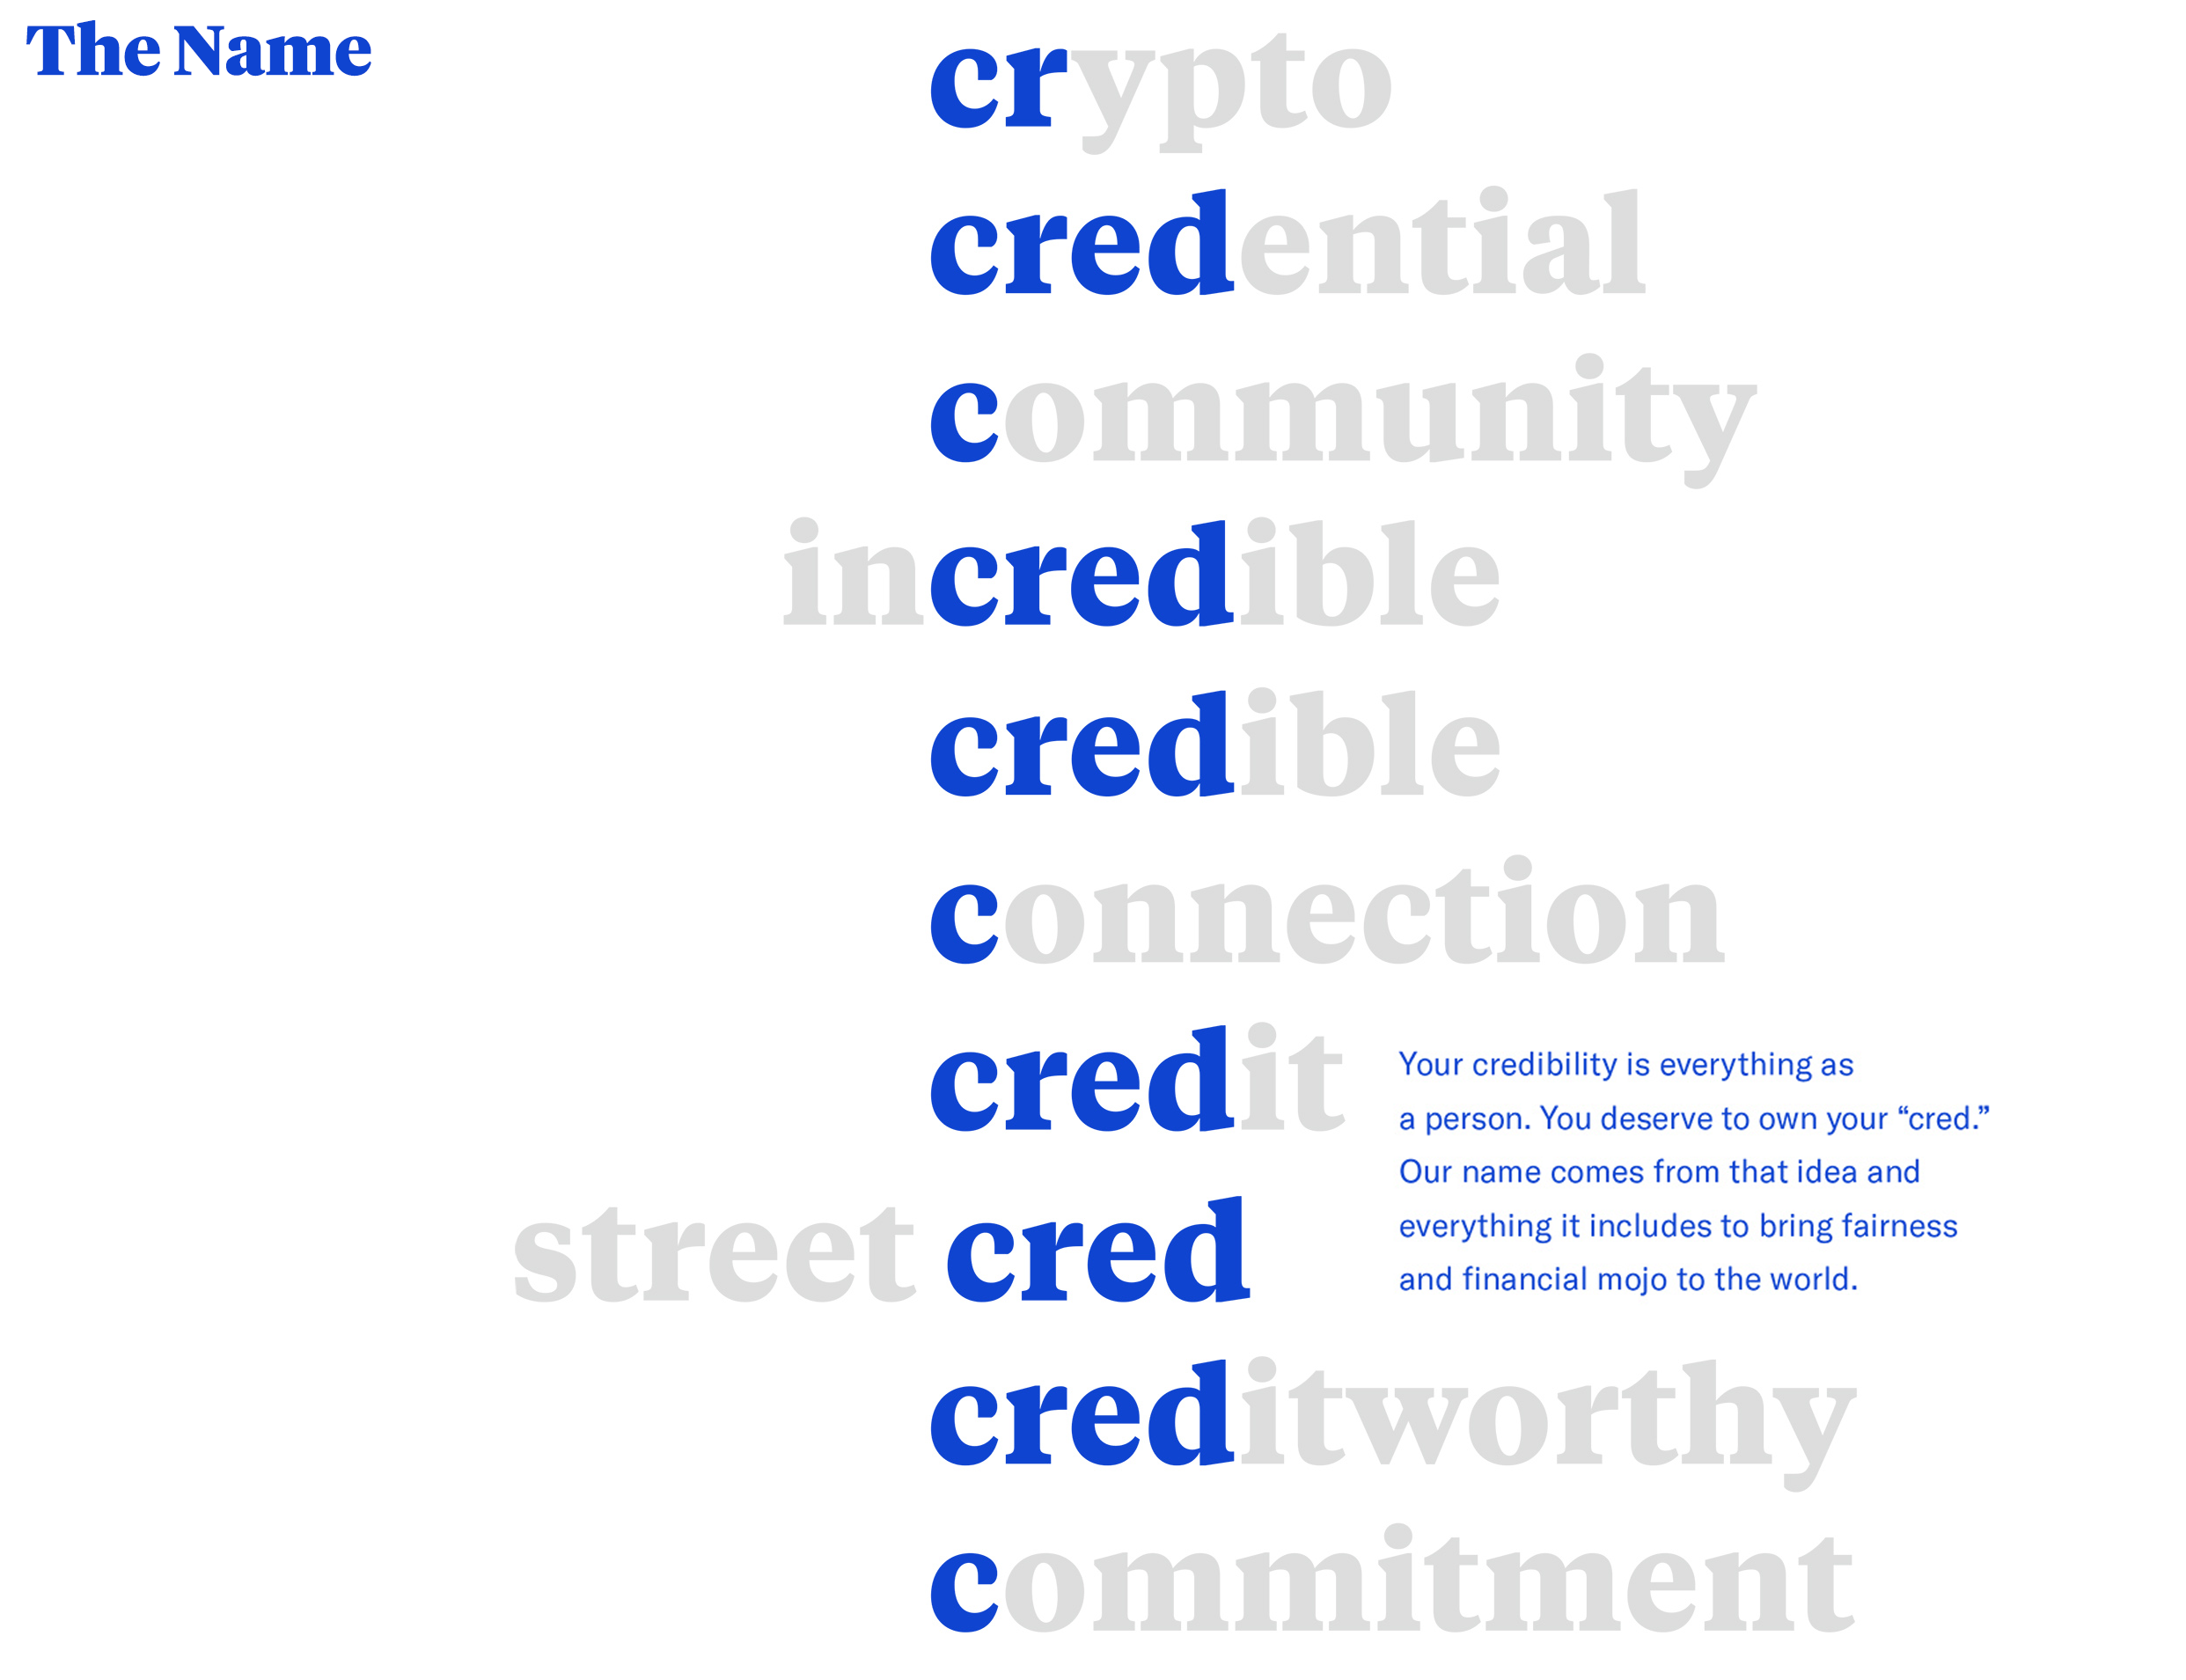 The Name
crypto
credential
community
incredible
credible
connection
credit
street cred
creditworthy
commitment
Your credibility is everything as
a person. You deserve to own your “cred.”
Our name comes from that idea and
everything it includes to bring fairness
and financial mojo to the world.